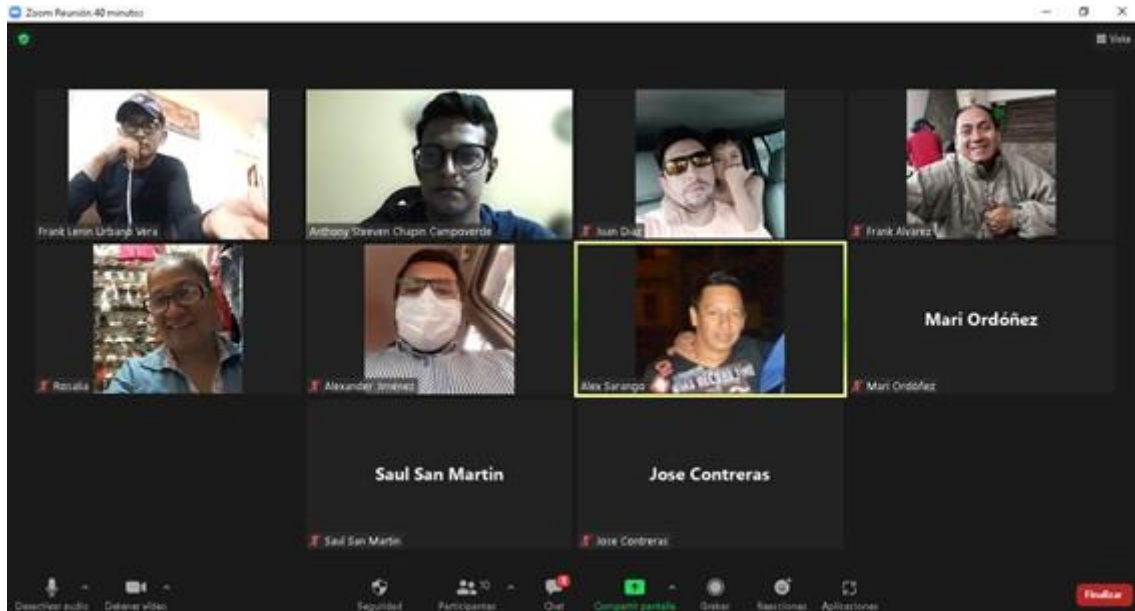 Zoom Reunión 40 minutos
Vista
Frank Lenin Urbano Vera
Anthony Steeven Chapin Campoverde
Juan Diaz
Frank Alvarez
Rosalia
Alexander Jiménez
Alex Sarango
Mari Ordóñez
Mari Ordóñez
Saul San Martin
Jose Contreras
Saul San Martin
Jose Contreras
Desactivar audio
Detener video
Seguridad
Participantes
10
Chat
Compartir pantalla
Grabar
Reacciones
Aplicaciones
Finalizar